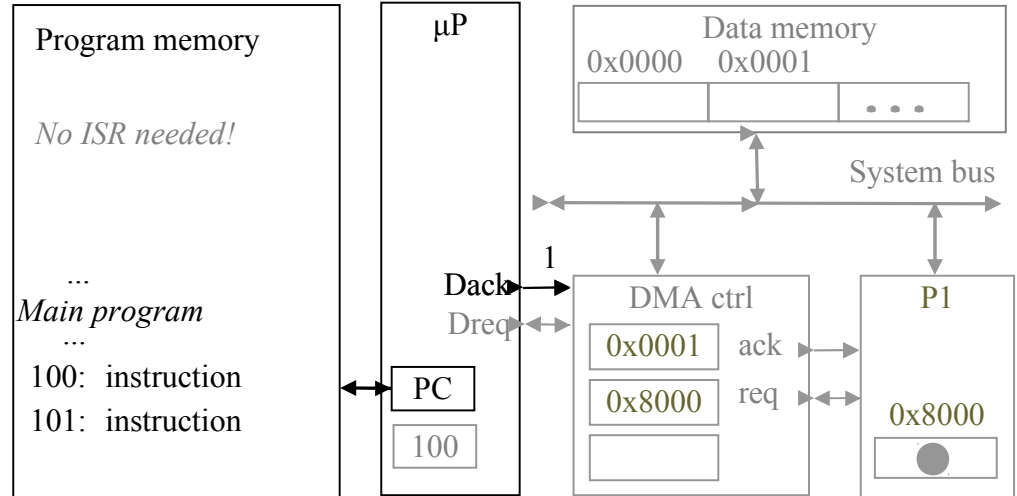 Program memory
No ISR needed!
...
Main program
...
100: instruction
101: instruction
μP
Dack
Dreq
PC
100
1
Data memory
0x0000 0x0001
System bus
DMA ctrl
0x0001
0x8000
ack
req
P1
0x8000